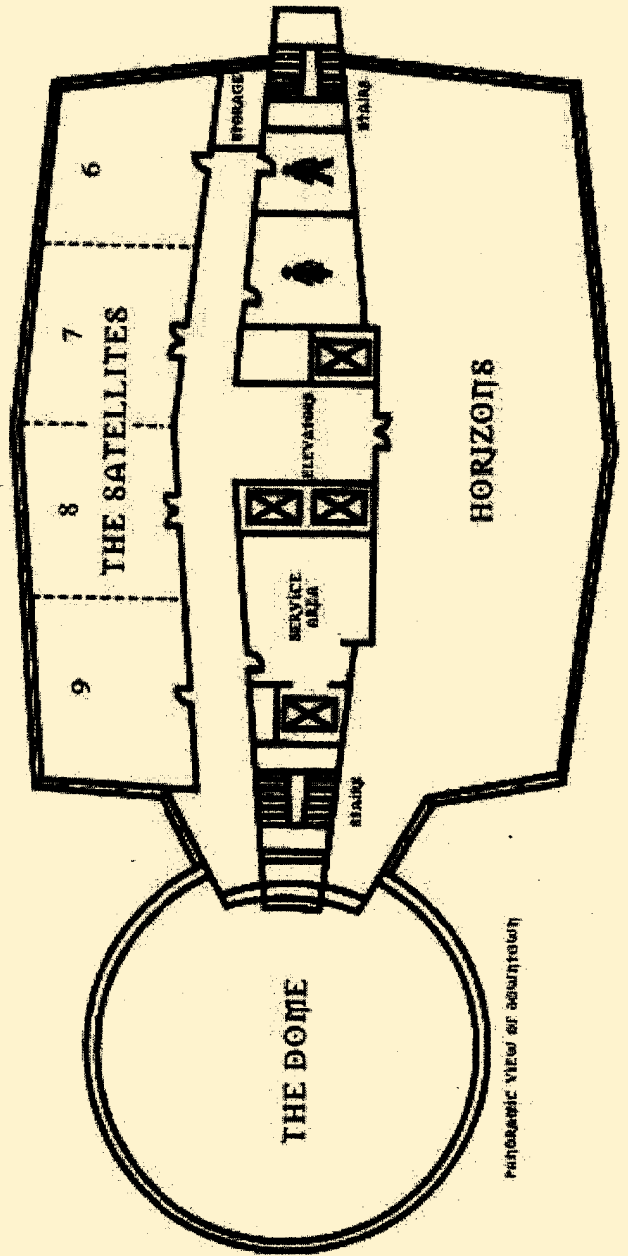 STORAGE
STAIRS
6
7
THE SATELLITES
8
9
ELEVATORS
HORIZONS
SERVICE
AREA
STAIRS
THE DOME
PANORAMIC VIEW OF DOWNTOWN